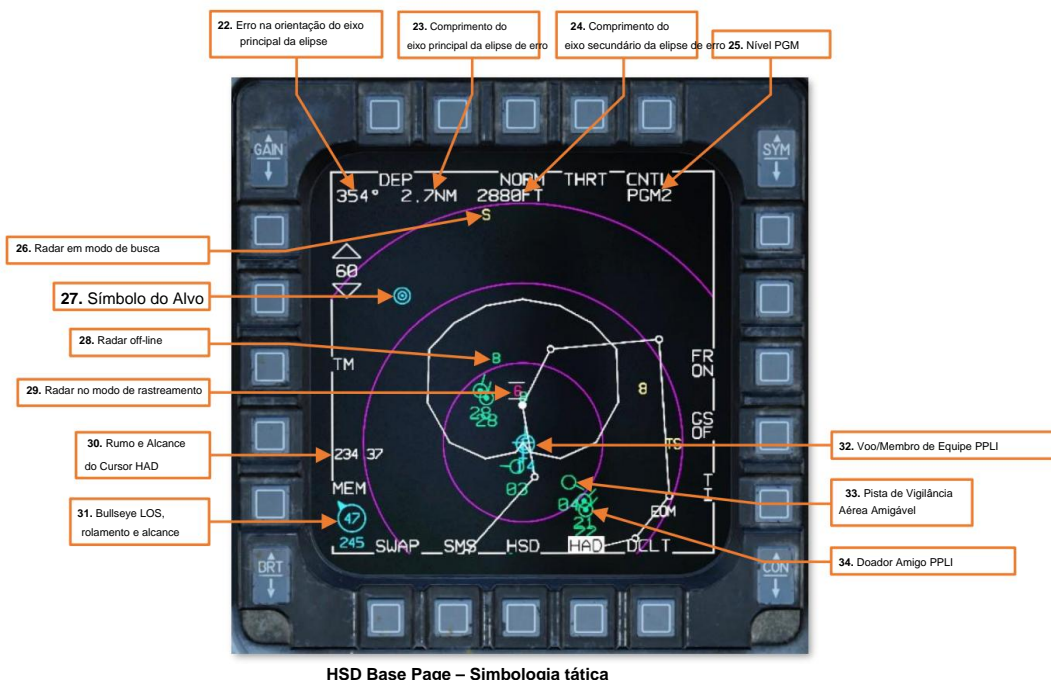 22. Erro na orientação do eixo
principal da elipse
23. Comprimento do
eixo principal da elipse de erro
24. Comprimento do
eixo secundário da elipse de erro
25. Nível PGM
GAIN
SYM
DEP NORM THRT CNTL
354° 2.7NM 2880FT PGM2
S
26. Radar em modo de busca
60
27. Símbolo do Alvo
28. Radar off-line
8
TM
FR
ON
29. Radar no modo de rastreamento
6
8
28
28
GS
OF
TS
30. Rumo e Alcance
do Cursor HAD
234 37
32. Voo/Membro de Equipe PPLI
03
MEM
T
I
33. Pista de Vigilância
Aérea Amigável
04
EOM
31. Bullseye LOS,
rolamento e alcance
47
21
22
245
34. Doador Amigo PPLI
SWAP SMS HSD HAD DCLT
BRT
CON
HSD Base Page – Simbologia tática